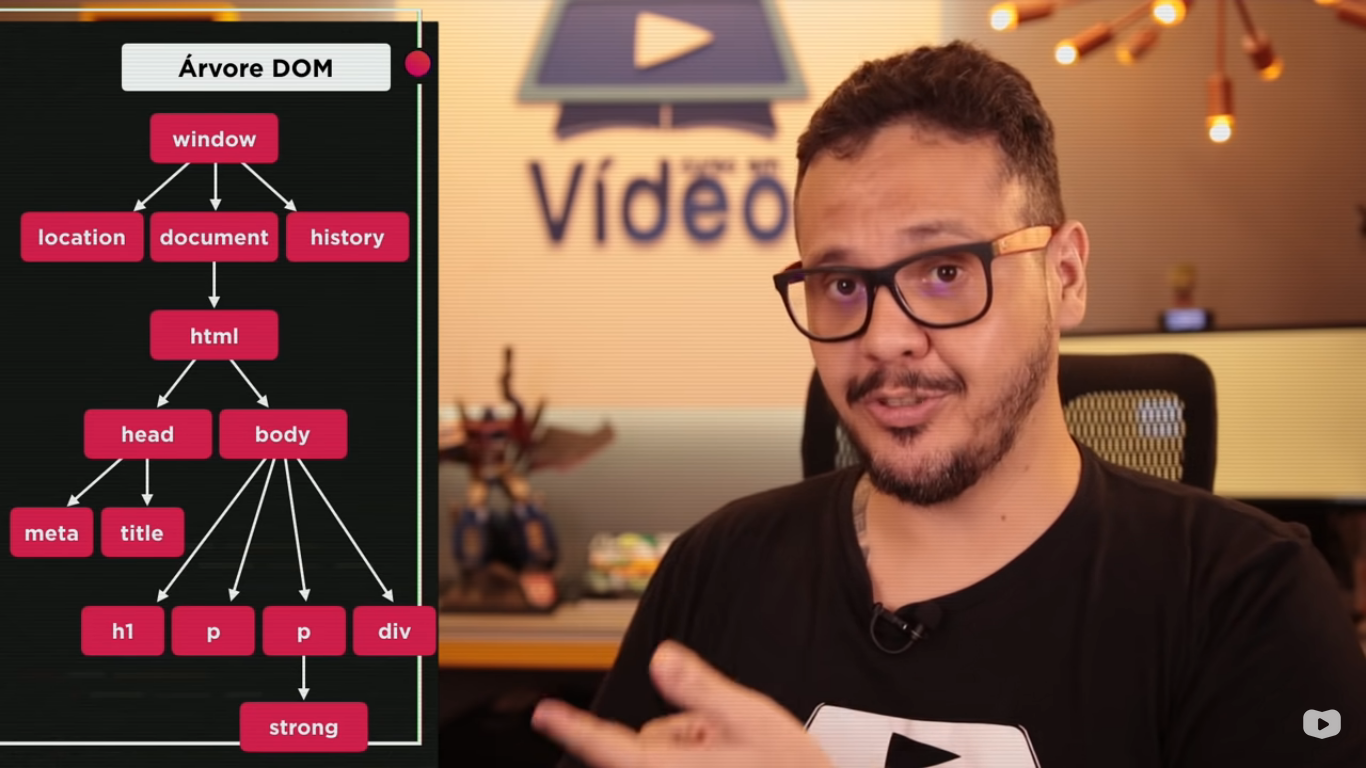 Árvore DOM
window
location document history
html
head body
meta title
h1 p p div
strong
Vídeo